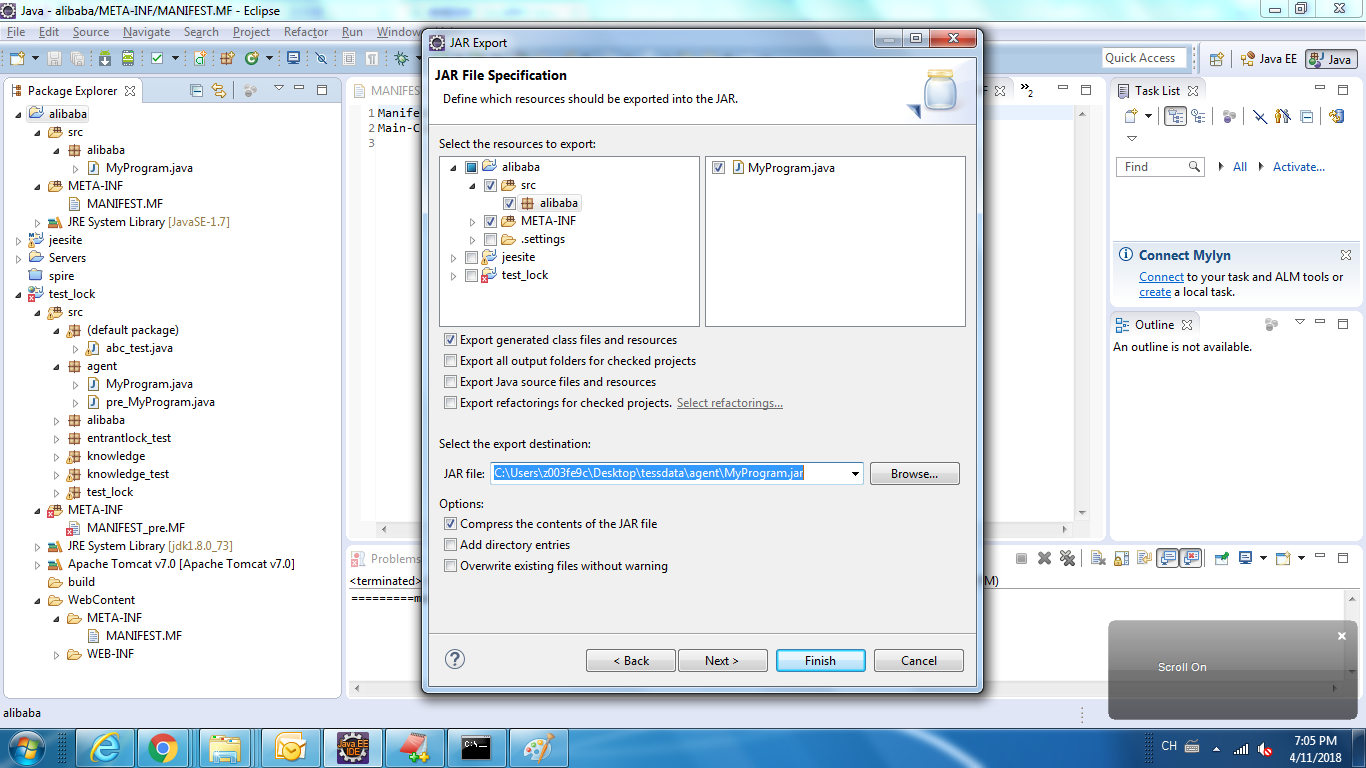 Java - alibaba/META-INF/MANIFEST.MF - Eclipse
File Edit Source Navigate Search Project Refactor Run Window
Quick Access Java EE Java
Package Explorer
alibaba
src
alibaba
MyProgram.java
META-INF
MANIFEST.MF
JRE System Library [JavaSE-1.7]
jeesite
Servers
spire
test_lock
src
(default package)
abc_test.java
agent
MyProgram.java
pre_MyProgram.java
alibaba
entrantlock_test
knowledge
knowledge_test
test_lock
META-INF
MANIFEST_pre.MF
JRE System Library [jdk1.8.0_73]
Apache Tomcat v7.0 [Apache Tomcat v7.0]
build
WebContent
META-INF
MANIFEST.MF
WEB-INF
alibaba
MANIFES
1 Manife
2 Main-C
3
JAR Export
JAR File Specification
Define which resources should be exported into the JAR.
Select the resources to export:
alibaba
src
alibaba
META-INF
.settings
jeesite
test_lock
MyProgram.java
Export generated class files and resources
Export all output folders for checked projects
Export Java source files and resources
Export refactorings for checked projects. Select refactorings...
Select the export destination:
JAR file: C:\Users\z003fe9c\Desktop\tessdata\agent\MyProgram.jar Browse...
Options:
Compress the contents of the JAR file
Add directory entries
Overwrite existing files without warning
? < Back Next > Finish Cancel
F »2
Problems
<terminated> M)
=========m
Task List
Find All Activate...
Connect Mylyn
Connect to your task and ALM tools or
create a local task.
Outline
An outline is not available.
Scroll On
Java EE
IDE
C:\
CH
7:05 PM
4/11/2018